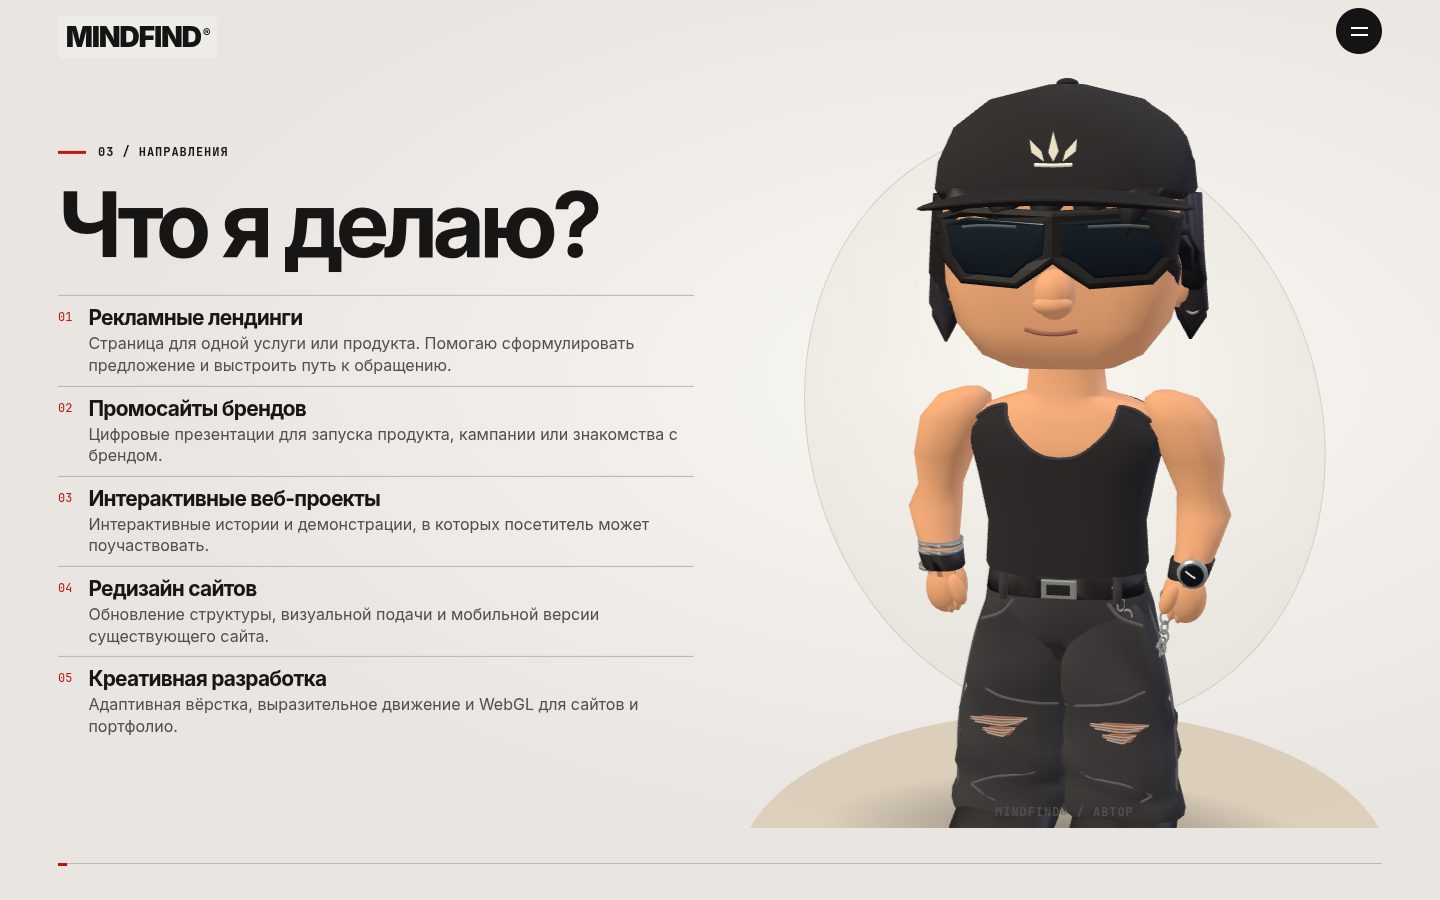 MINDFIND®
03 / НАПРАВЛЕНИЯ
Что я делаю?
01
Рекламные лендинги
Страница для одной услуги или продукта. Помогаю сформулировать
предложение и выстроить путь к обращению.
02
Промосайты брендов
Цифровые презентации для запуска продукта, кампании или знакомства с
брендом.
03
Интерактивные веб-проекты
Интерактивные истории и демонстрации, в которых посетитель может
поучаствовать.
04
Редизайн сайтов
Обновление структуры, визуальной подачи и мобильной версии
существующего сайта.
05
Креативная разработка
Адаптивная вёрстка, выразительное движение и WebGL для сайтов и
портфолио.
MINDFIND® / АВТОР